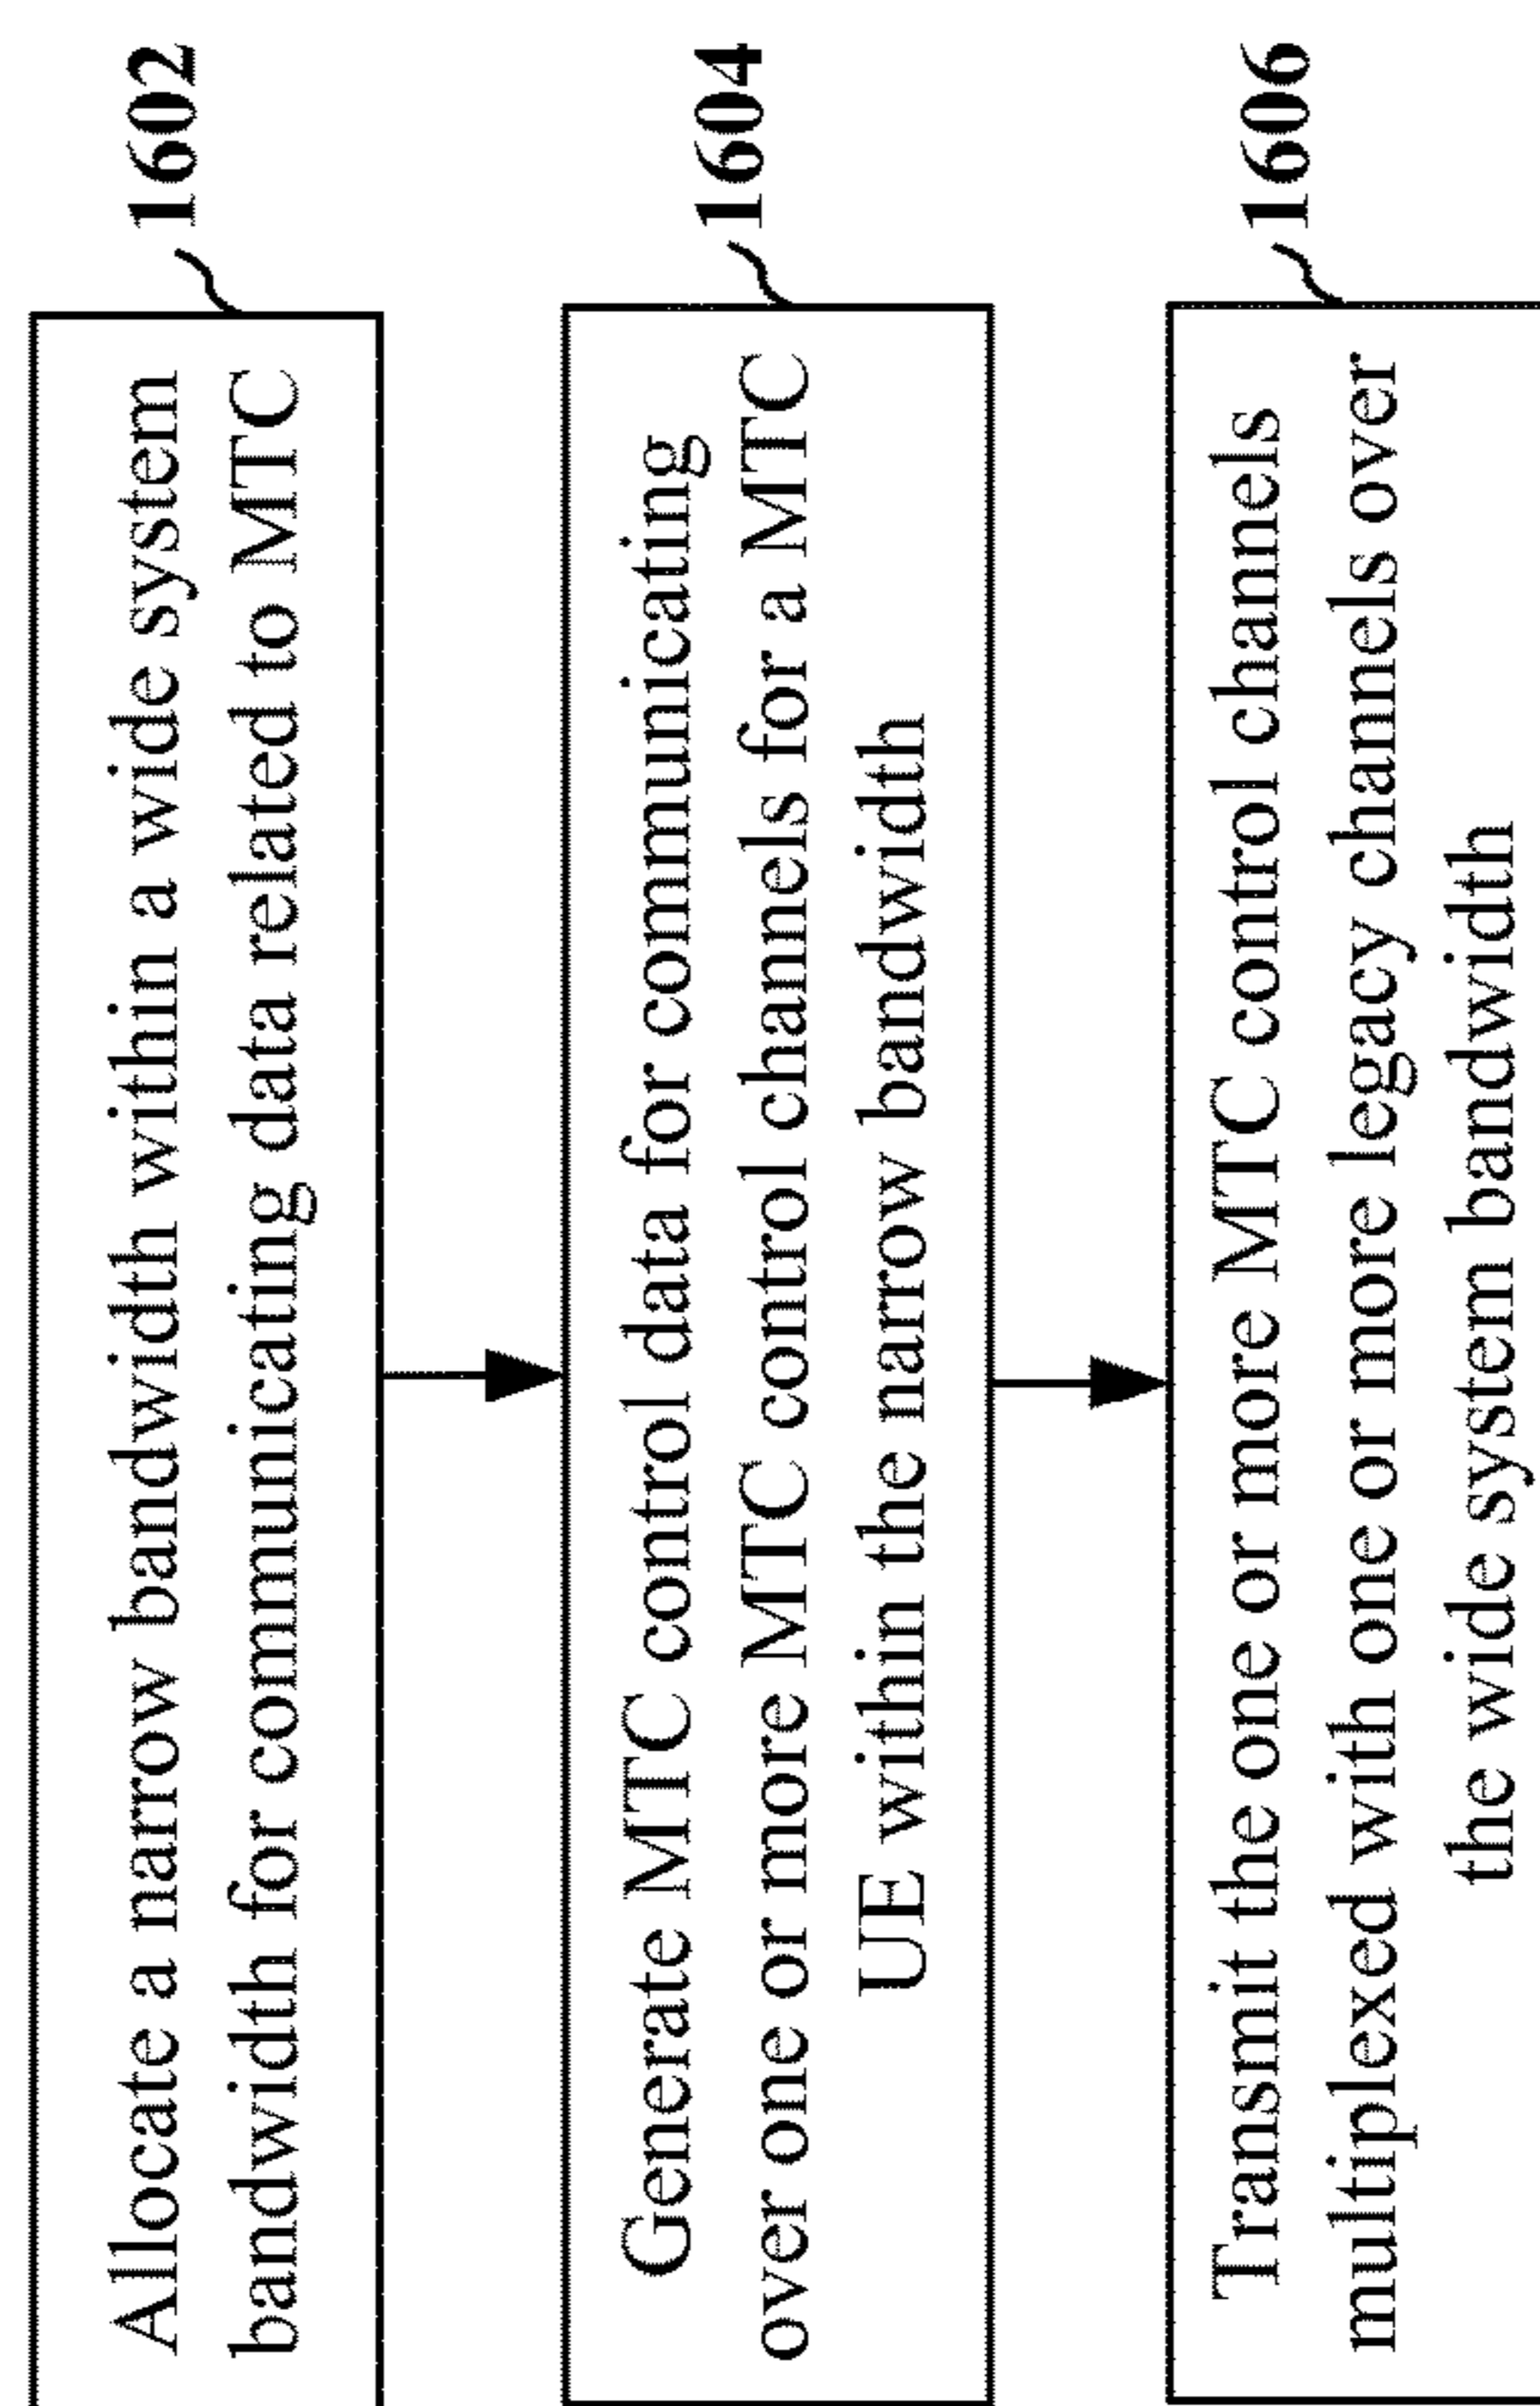 Allocate a narrow bandwidth within a wide system
bandwidth for communicating data related to MTC
1602
Generate MTC control data for communicating
over one or more MTC control channels for a MTC
UE within the narrow bandwidth
1604
Transmit the one or more MTC control channels
multiplexed with one or more legacy channels over
the wide system bandwidth
1606